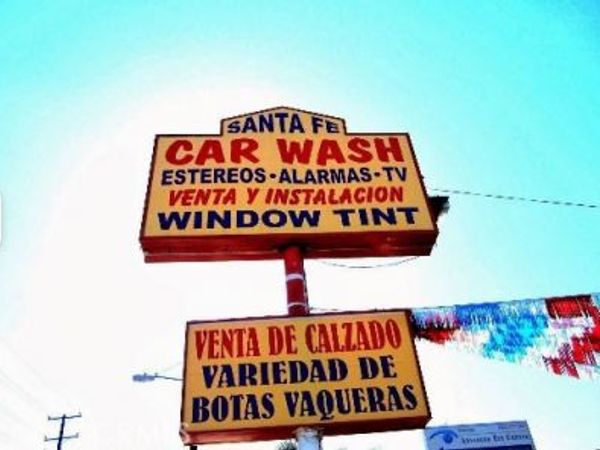 SANTA FE
CAR WASH
ESTEREOS·ALARMAS·TV
VENTA Y INSTALACION
WINDOW TINT
VENTA DE CALZADO
VARIEDAD DE
BOTAS VAQUERAS